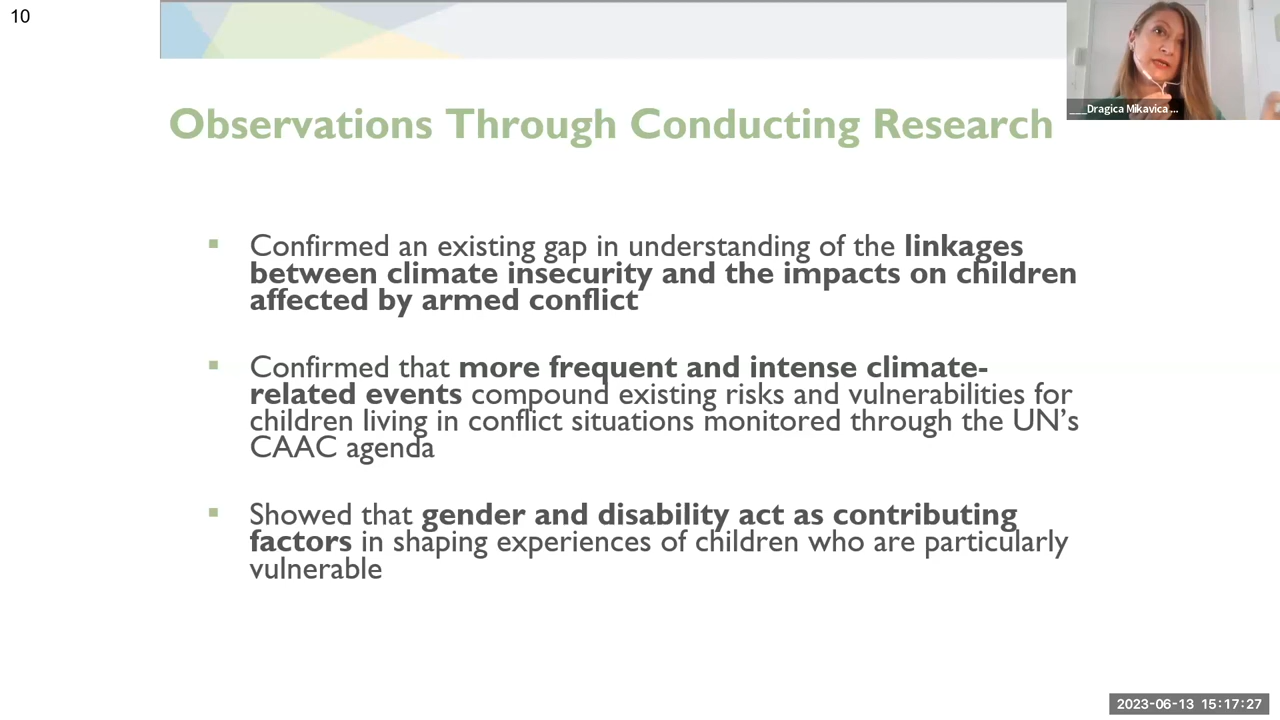 10
___Dragica Mikavica ...
Observations Through Conducting Research
▪ Confirmed an existing gap in understanding of the linkages
between climate insecurity and the impacts on children
affected by armed conflict
▪ Confirmed that more frequent and intense climate-
related events compound existing risks and vulnerabilities for
children living in conflict situations monitored through the UN’s
CAAC agenda
▪ Showed that gender and disability act as contributing
factors in shaping experiences of children who are particularly
vulnerable
2023-06-13 15:17:27